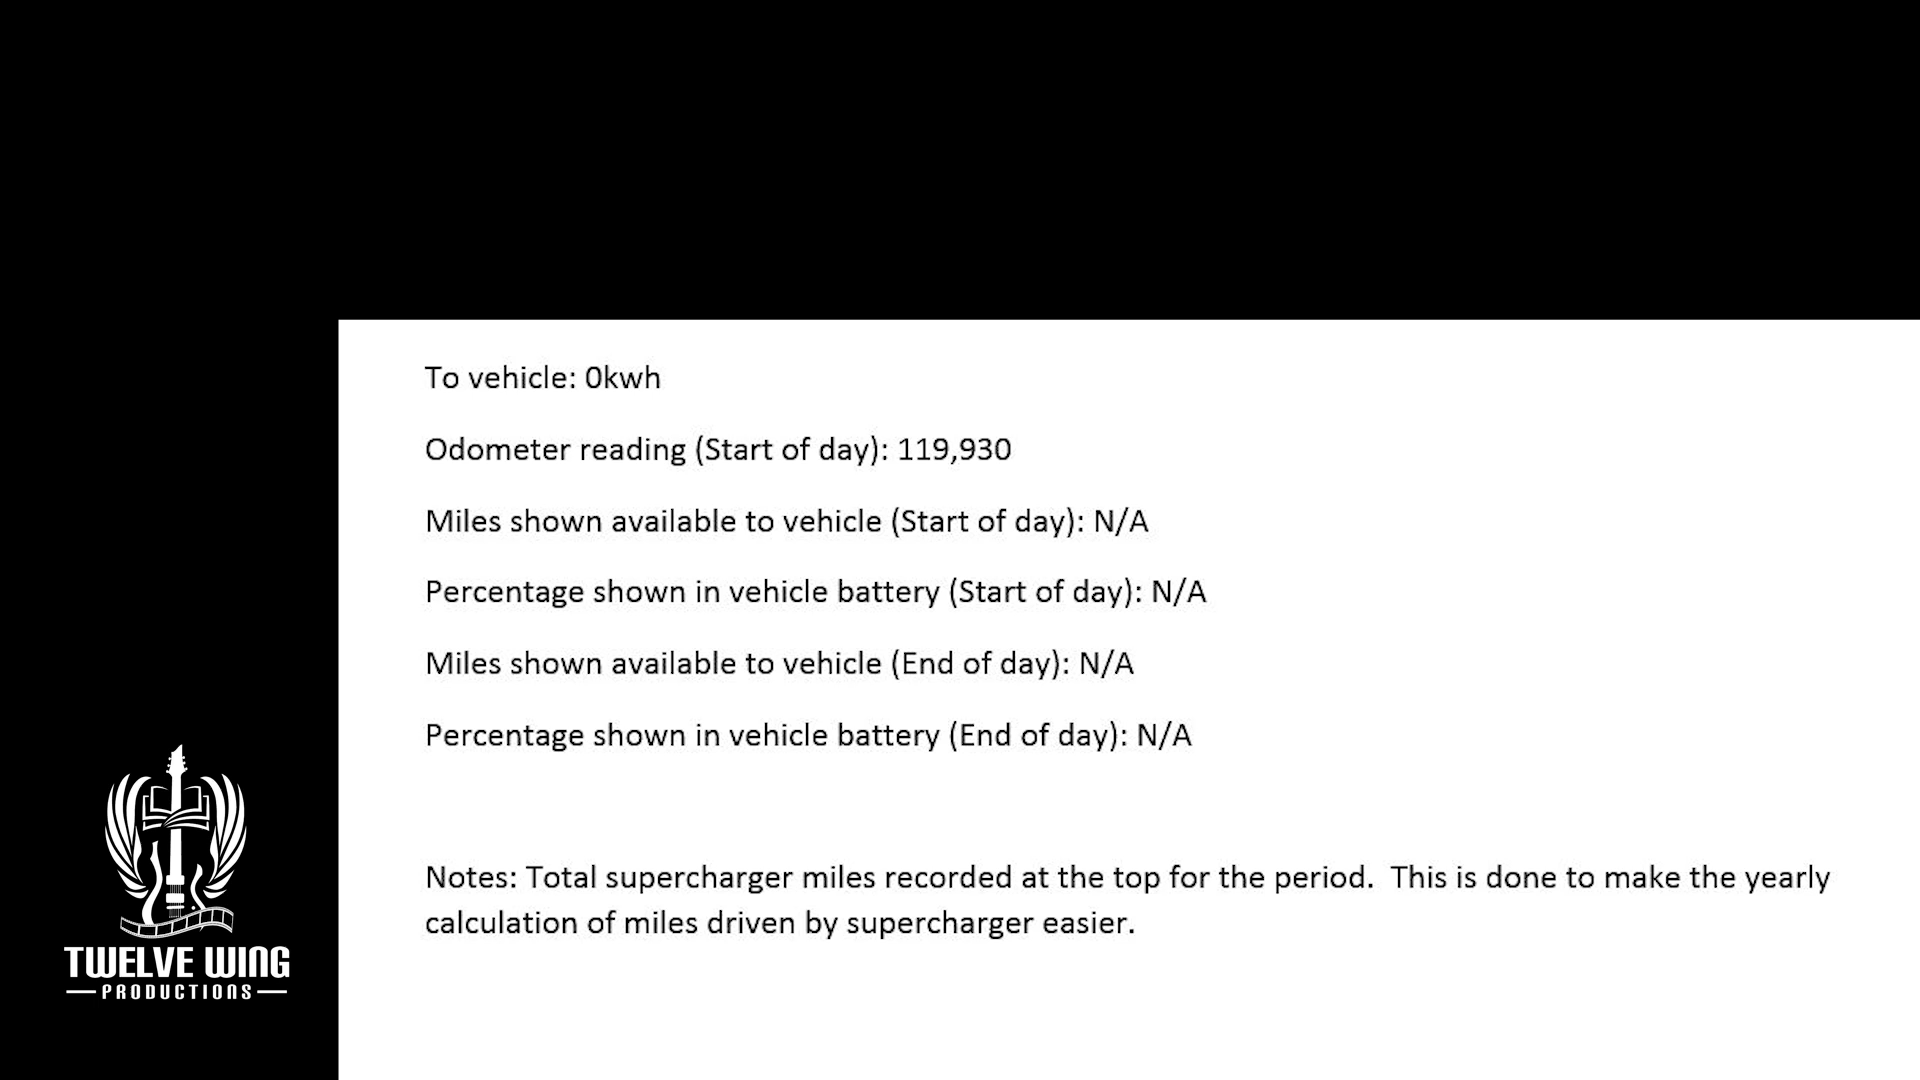 To vehicle: 0kwh
Odometer reading (Start of day): 119,930
Miles shown available to vehicle (Start of day): N/A
Percentage shown in vehicle battery (Start of day): N/A
Miles shown available to vehicle (End of day): N/A
Percentage shown in vehicle battery (End of day): N/A
Notes: Total supercharger miles recorded at the top for the period.  This is done to make the yearly
calculation of miles driven by supercharger easier.
TWELVE WING
PRODUCTIONS